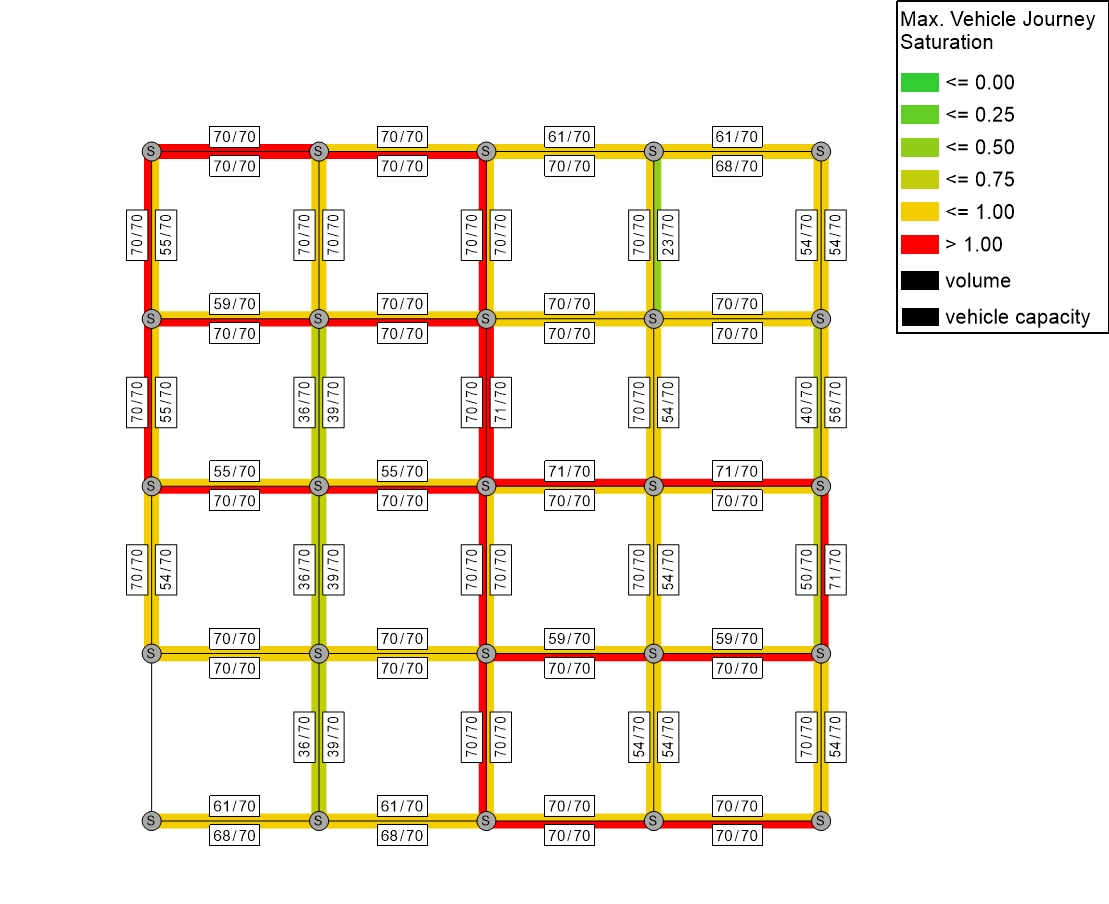 Max. Vehicle Journey
Saturation
<= 0.00
<= 0.25
<= 0.50
<= 0.75
<= 1.00
> 1.00
volume
vehicle capacity
70/70 70/70 61/70 61/70
S S S S S
70/70 70/70 70/70 68/70
70/70 55/70 70/70 70/70 70/70 70/70 70/70 23/70 54/70 54/70
59/70 70/70 70/70 70/70
S S S S S
70/70 70/70 70/70 70/70
70/70 55/70 36/70 39/70 70/70 71/70 70/70 54/70 40/70 56/70
55/70 55/70 71/70 71/70
S S S S S
70/70 70/70 70/70 70/70
70/70 54/70 36/70 39/70 70/70 70/70 70/70 54/70 50/70 71/70
70/70 70/70 59/70 59/70
S S S S S
70/70 70/70 70/70 70/70
36/70 39/70 70/70 70/70 54/70 54/70 70/70 54/70
61/70 61/70 70/70 70/70
S S S S S
68/70 68/70 70/70 70/70